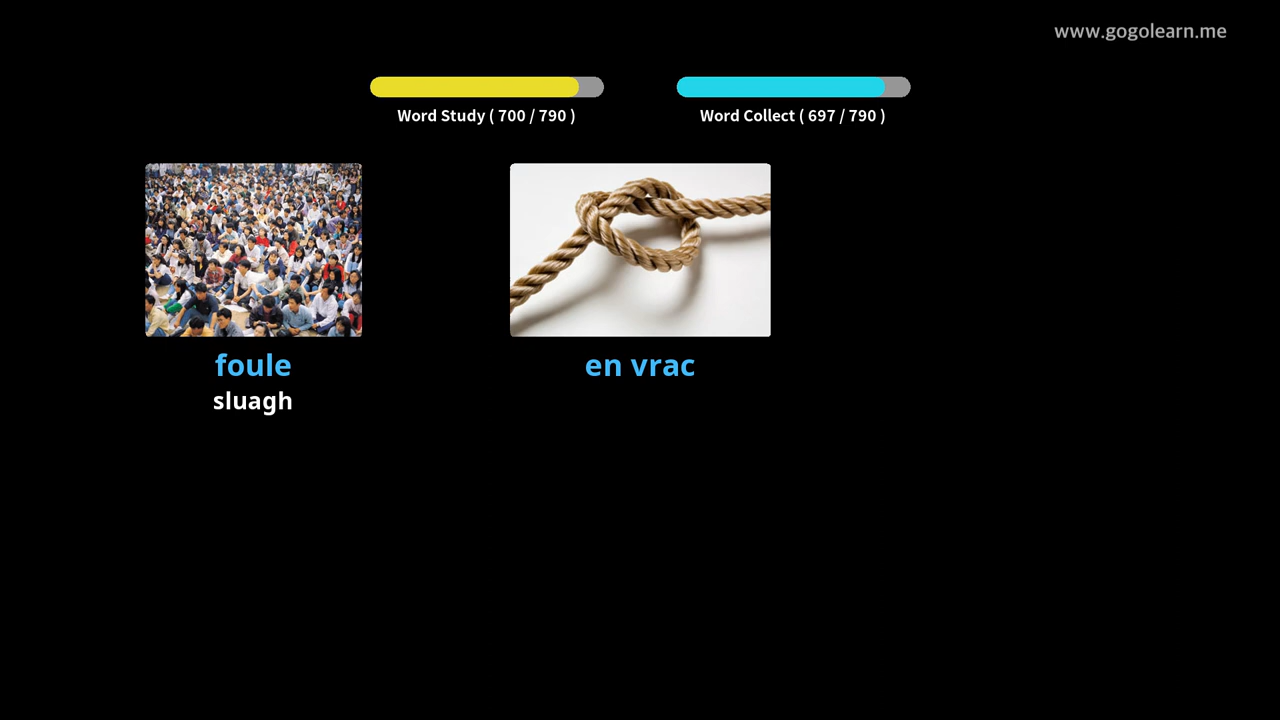 www.gogolearn.me
Word Study ( 700 / 790 )
Word Collect ( 697 / 790 )
foule
sluagh
en vrac